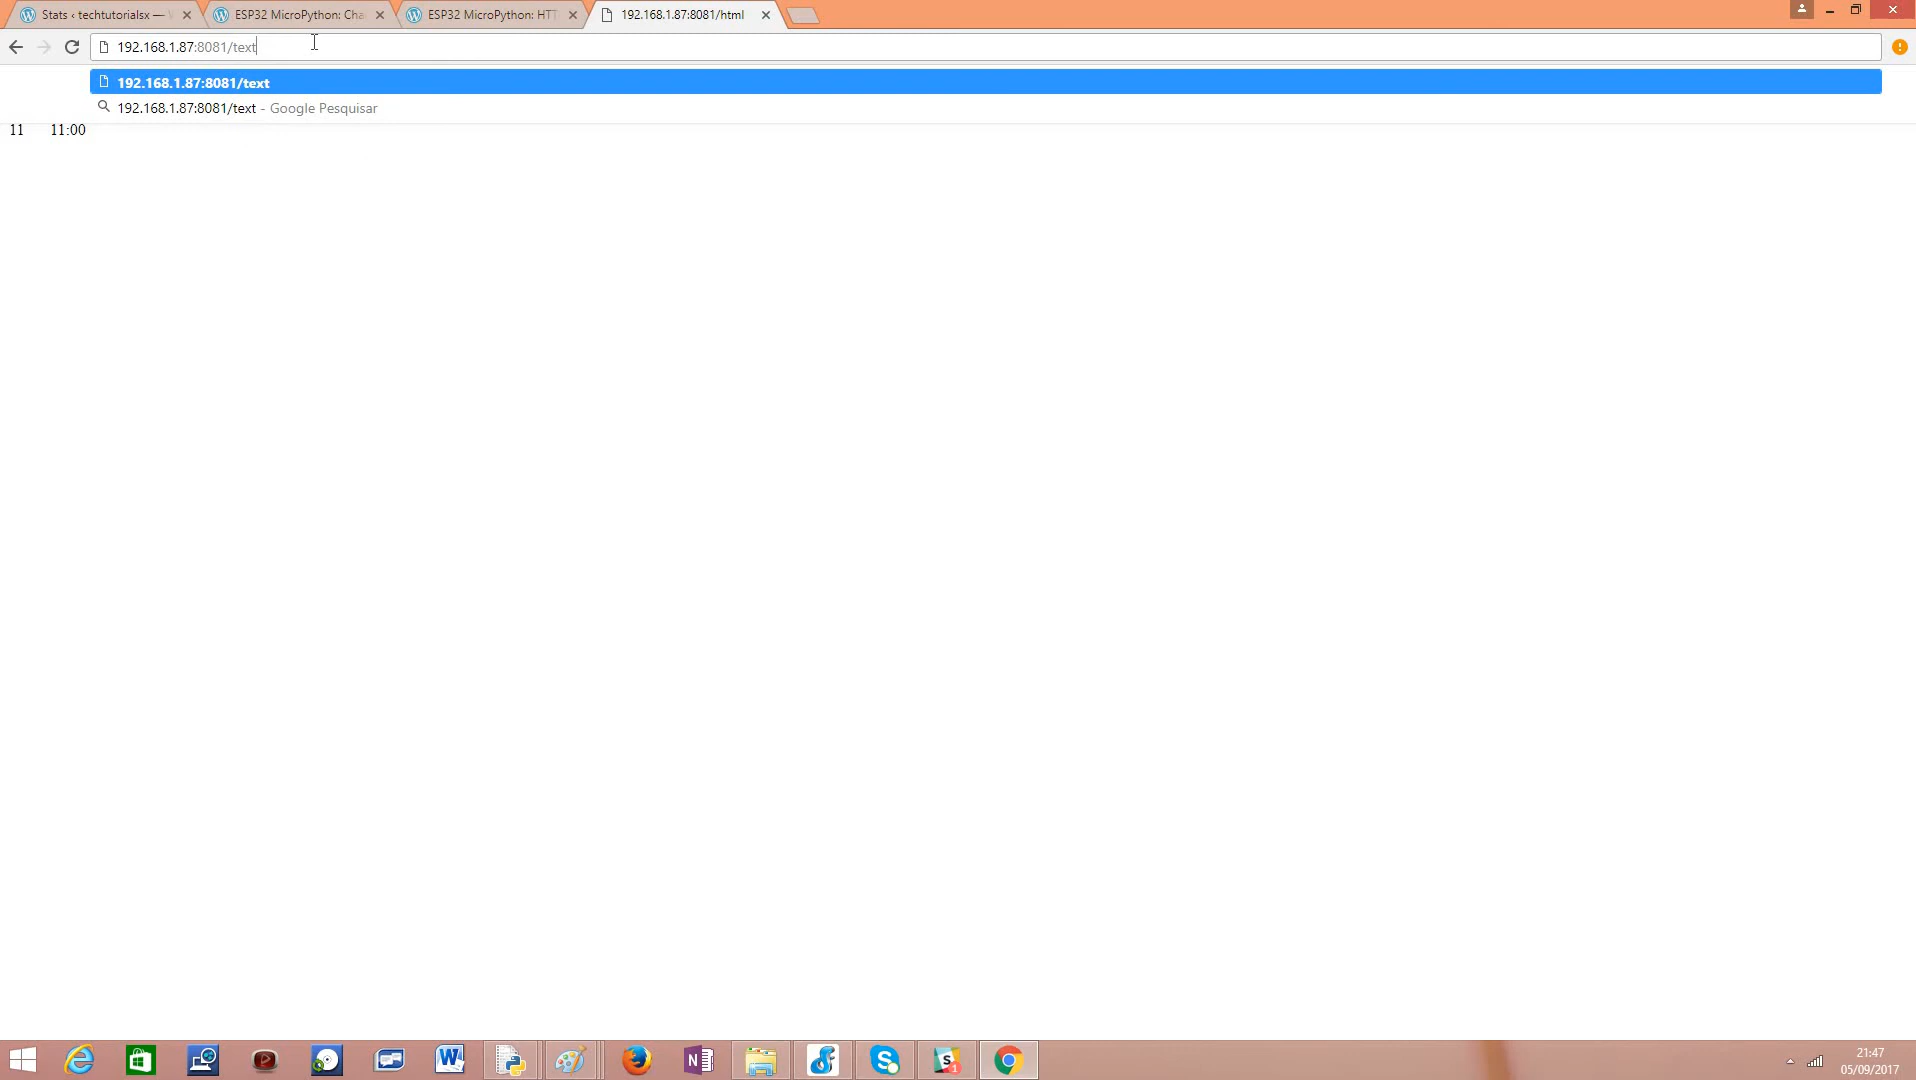 Stats ‹ techtutorialsx —
ESP32 MicroPython: Cha
ESP32 MicroPython: HTT
192.168.1.87:8081/html
192.168.1.87:8081/text
192.168.1.87:8081/text
192.168.1.87:8081/text - Google Pesquisar
11 11:00
21:47
05/09/2017